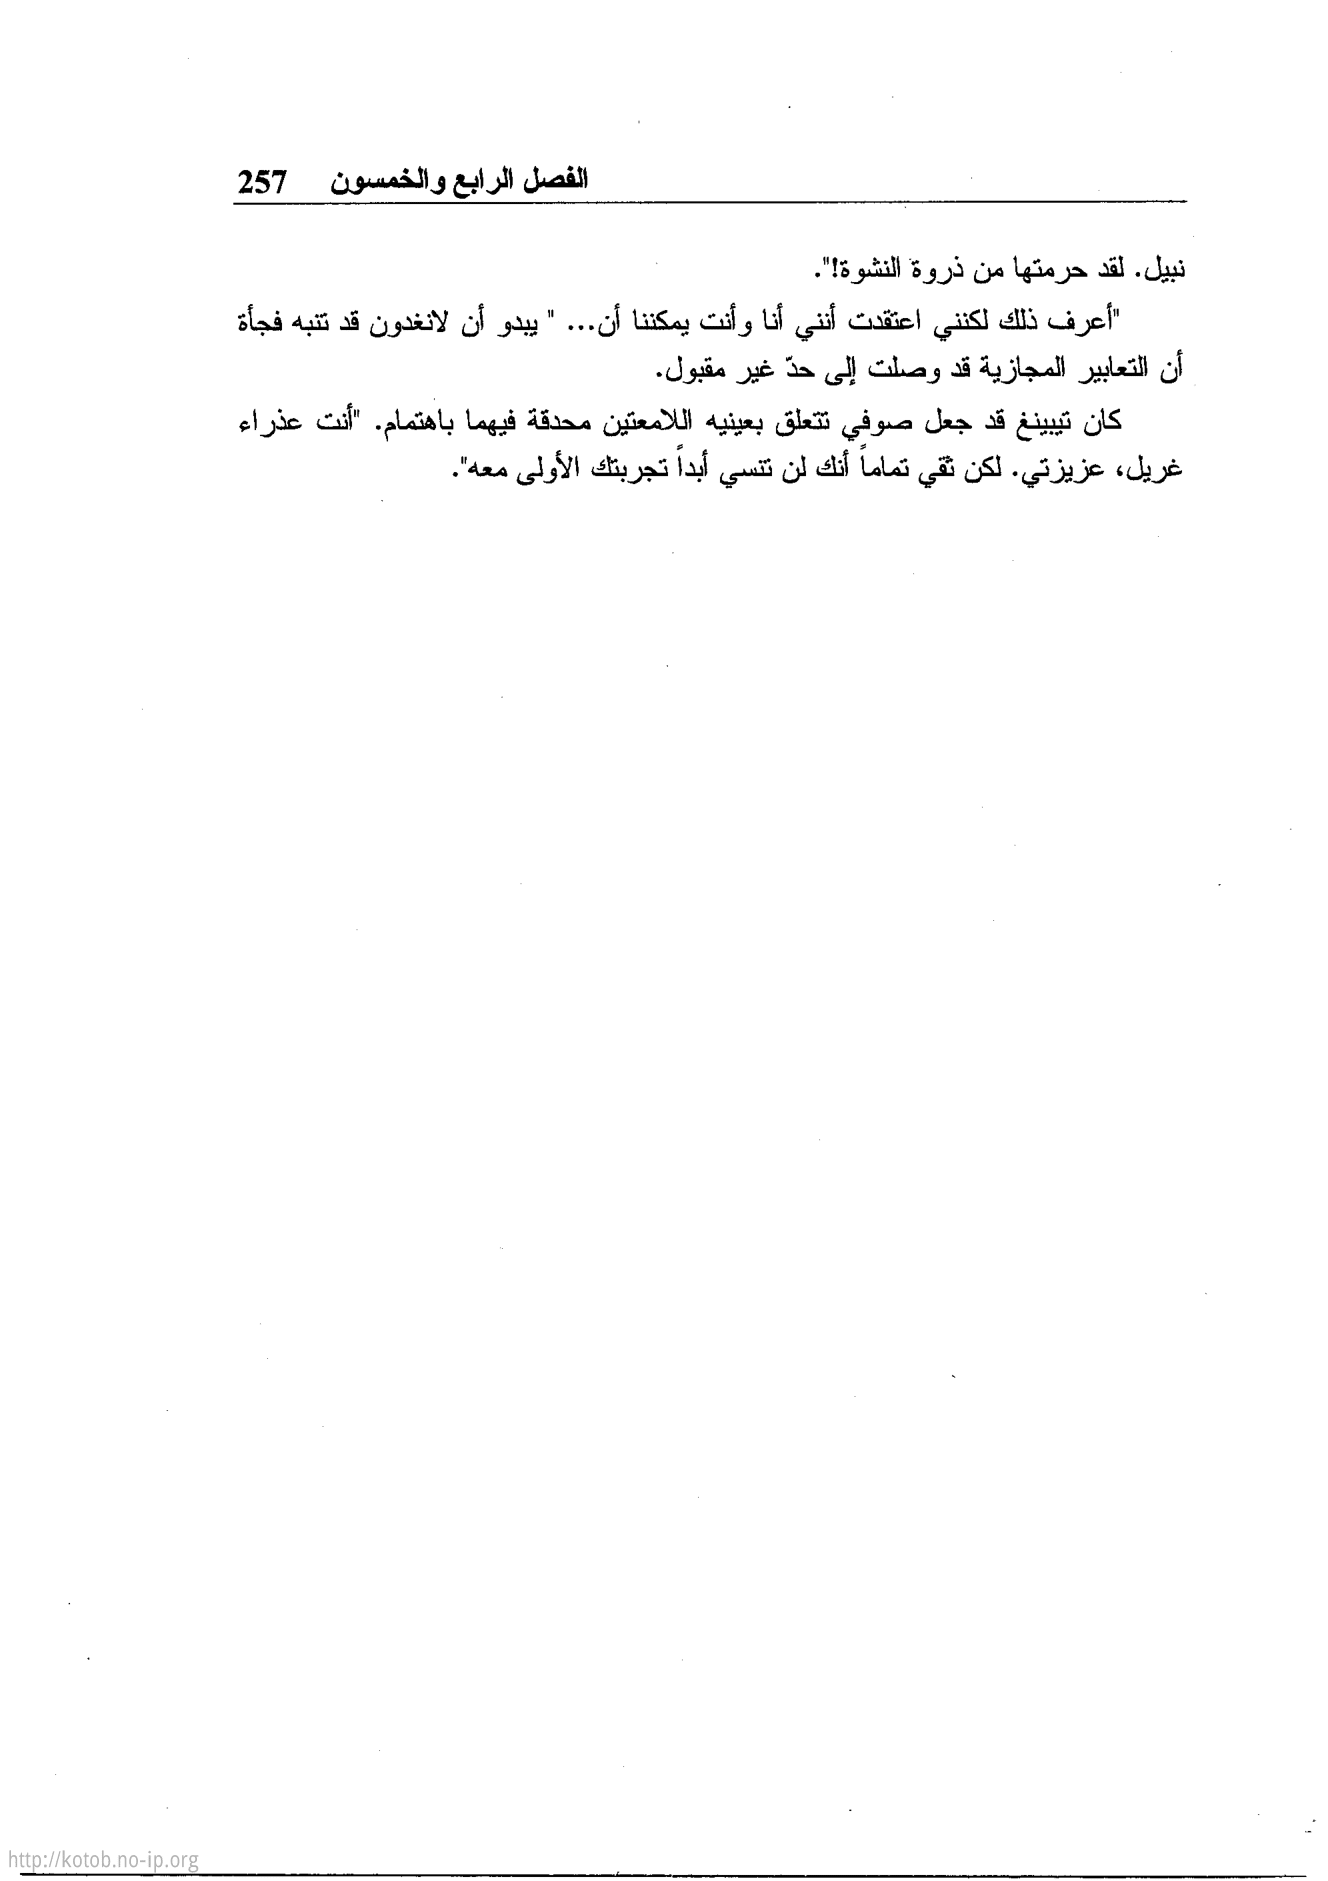 الفصل الرابع والخمسون 257
نبيل. لقد حرمتها من ذروة النشوة!".
"أعرف ذلك لكنني اعتقدت أنني أنا وأنت يمكننا أن... " يبدو أن لانغدون قد تنبه فجأة
أن التعابير المجازية قد وصلت إلى حدّ غير مقبول.
كان تيبينغ قد جعل صوفي تتعلق بعينيه اللامعتين محدقة فيهما باهتمام. "أنت عذراء
غريل، عزيزتي. لكن ثقي تماماً أنك لن تنسي أبداً تجربتك الأولى معه".
http://kotob.no-ip.org